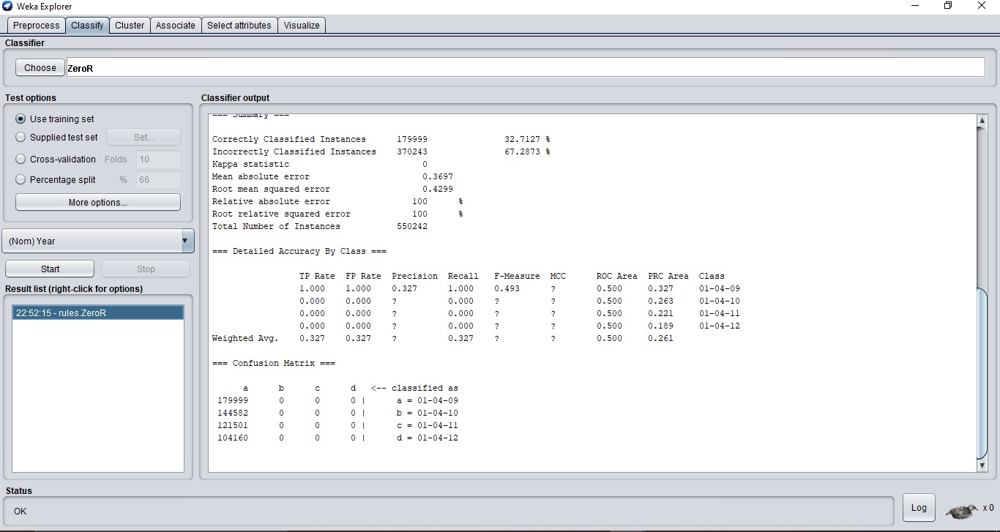 Weka Explorer
Preprocess Classify Cluster Associate Select attributes Visualize
Classifier
Choose ZeroR
Test options
Use training set
Supplied test set Set...
Cross-validation Folds 10
Percentage split % 66
More options...
(Nom) Year
Start Stop
Result list (right-click for options)
22:52:15 - rules.ZeroR
Classifier output
=== Summary ===
Correctly Classified Instances 179999 32.7127 %
Incorrectly Classified Instances 370243 67.2873 %
Kappa statistic 0
Mean absolute error 0.3697
Root mean squared error 0.4299
Relative absolute error 100 %
Root relative squared error 100 %
Total Number of Instances 550242
=== Detailed Accuracy By Class ===
TP Rate FP Rate Precision Recall F-Measure MCC ROC Area PRC Area Class
1.000 1.000 0.327 1.000 0.493 ? 0.500 0.327 01-04-09
0.000 0.000 ? 0.000 ? ? 0.500 0.263 01-04-10
0.000 0.000 ? 0.000 ? ? 0.500 0.221 01-04-11
0.000 0.000 ? 0.000 ? ? 0.500 0.189 01-04-12
Weighted Avg. 0.327 0.327 ? 0.327 ? ? 0.500 0.261
=== Confusion Matrix ===
a b c d <-- classified as
179999 0 0 0 | a = 01-04-09
144582 0 0 0 | b = 01-04-10
121501 0 0 0 | c = 01-04-11
104160 0 0 0 | d = 01-04-12
Status
OK
Log x 0